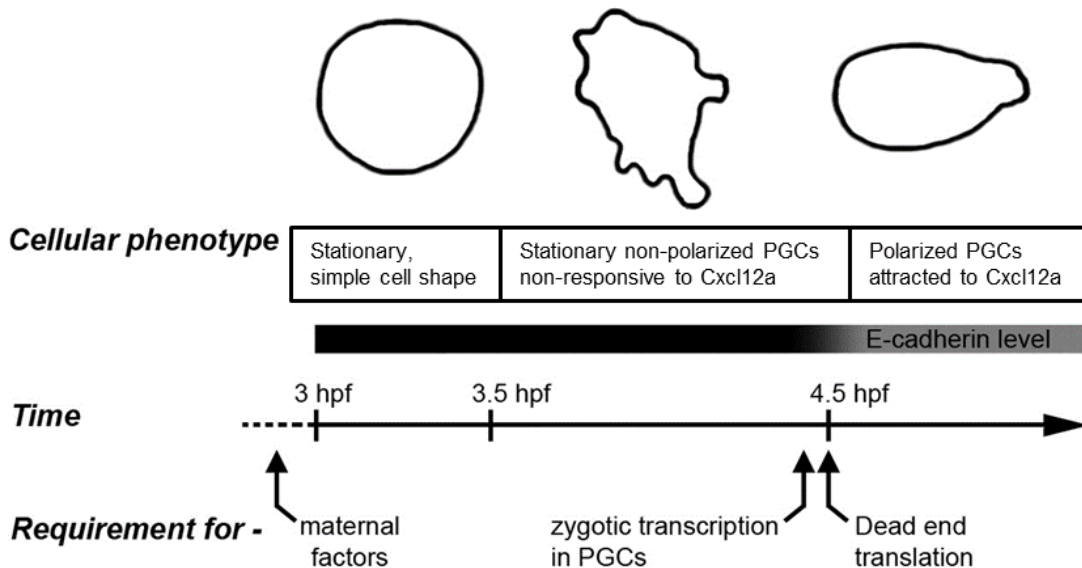 Cellular phenotype
Stationary,
simple cell shape
Stationary non-polarized PGCs
non-responsive to Cxcl12a
Polarized PGCs
attracted to Cxcl12a
E-cadherin level
Time
3 hpf
3.5 hpf
4.5 hpf
Requirement for -
maternal
factors
zygotic transcription
in PGCs
Dead end
translation